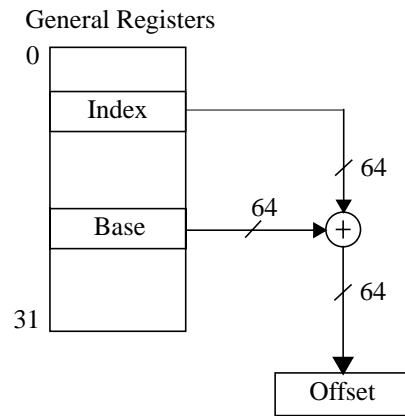 General Registers
0
Index
64
64
Base
+
64
31
Offset